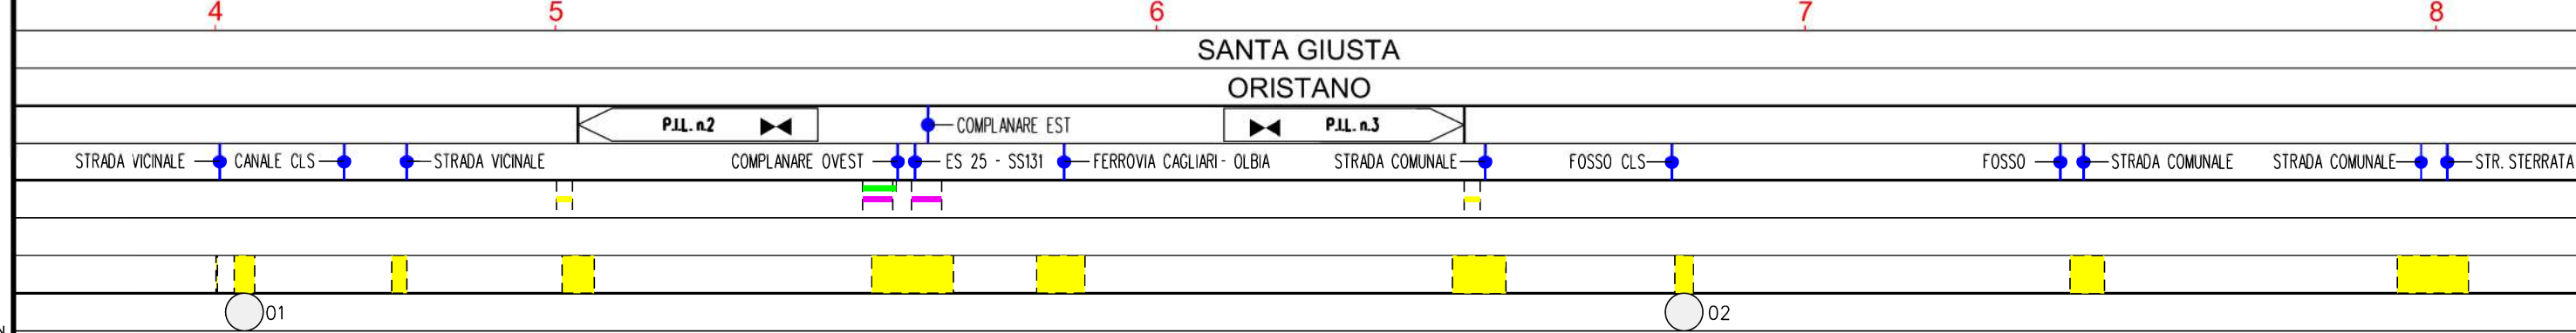 4 5 6 7 8
SANTA GIUSTA
ORISTANO
P.I.L. n.2 COMPLANARE EST P.I.L. n.3
STRADA VICINALE CANALE CLS STRADA VICINALE COMPLANARE OVEST ES 25 - SS131 FERROVIA CAGLIARI - OLBIA STRADA COMUNALE FOSSO CLS FOSSO STRADA COMUNALE STRADA COMUNALE STR. STERRATA
01 02